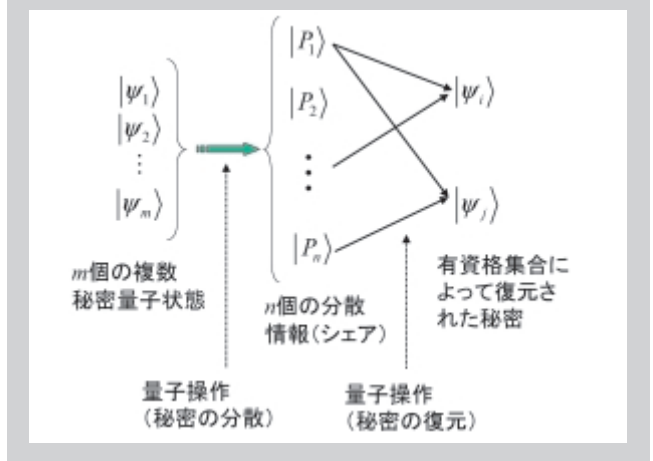 |ψ₁⟩
|ψ₂⟩
⋮
|ψₘ⟩
m個の複数
秘密量子状態
|P₁⟩
|P₂⟩
⋮
|Pₙ⟩
n個の分散
情報(シェア)
|ψᵢ⟩
|ψⱼ⟩
有資格集合に
よって復元さ
れた秘密
量子操作
(秘密の分散)
量子操作
(秘密の復元)